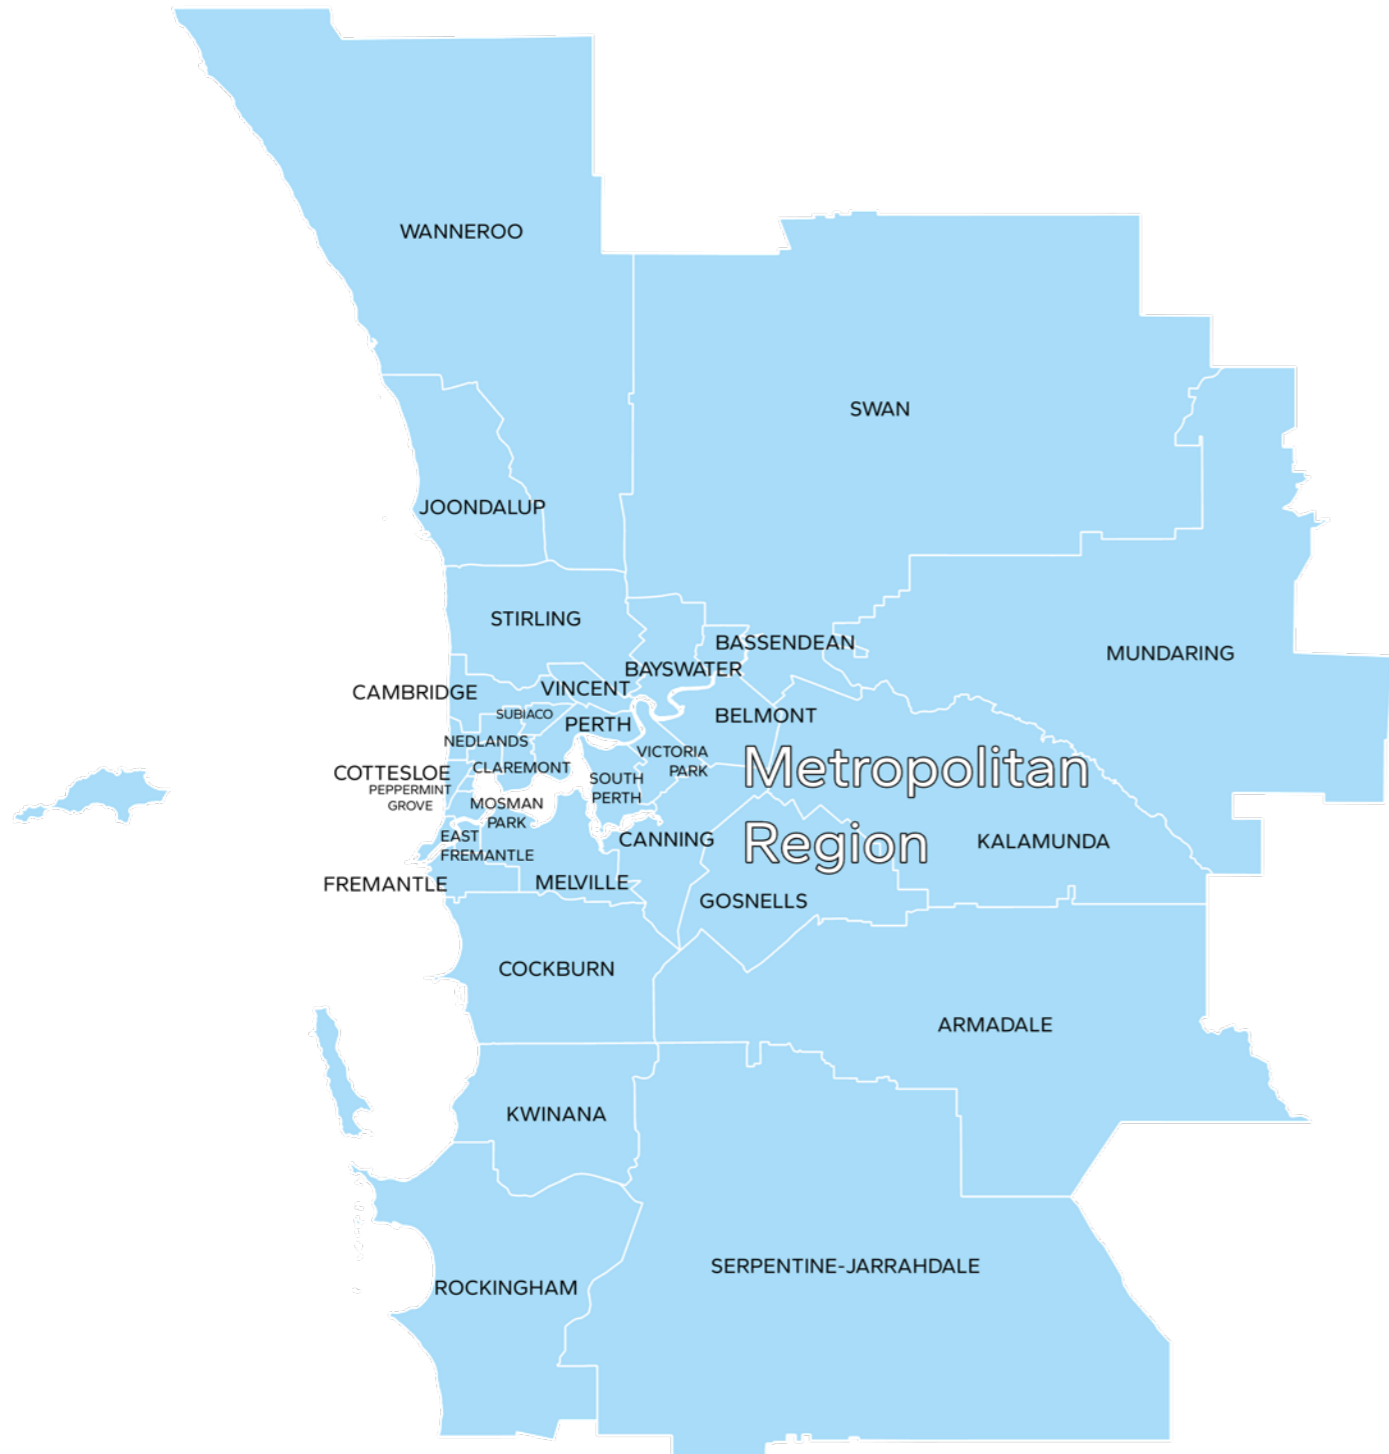 WANNEROO
SWAN
JOONDALUP
STIRLING
BASSENDEAN
MUNDARING
BAYSWATER
CAMBRIDGE
VINCENT
SUBIACO
BELMONT
PERTH
NEDLANDS
VICTORIA
PARK
CLAREMONT
COTTESLOE
Metropolitan
Region
SOUTH
PERTH
PEPPERMINT
GROVE
MOSMAN
PARK
EAST
FREMANTLE
CANNING
KALAMUNDA
FREMANTLE
MELVILLE
GOSNELLS
COCKBURN
ARMADALE
KWINANA
SERPENTINE-JARRAHDALE
ROCKINGHAM